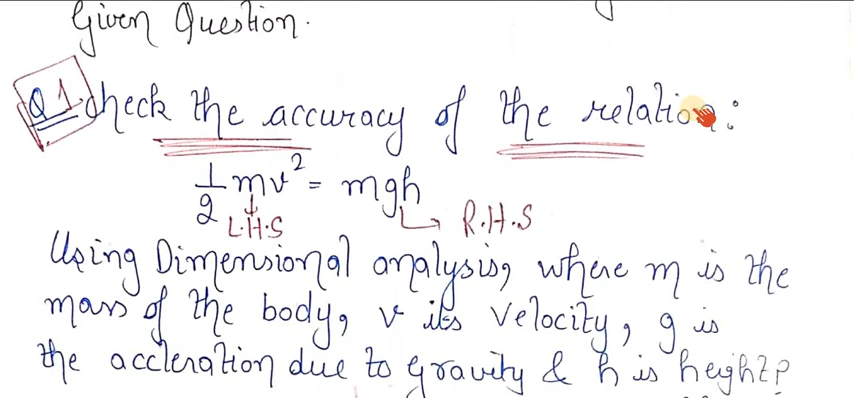 Given Question.
Q1 Check the accuracy of the relation:
1/2 mv² = mgh
L.H.S R.H.S
Using Dimensional analysis, where m is the
mass of the body, v its velocity, g is
the accleration due to gravity & h is height?